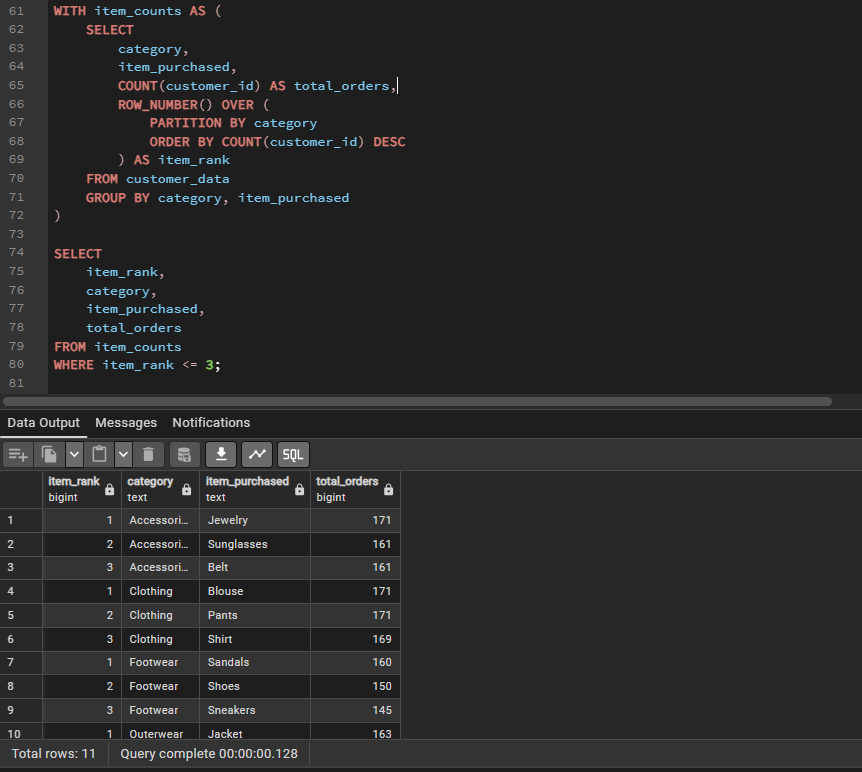 61 WITH item_counts AS (
62 SELECT
63 category,
64 item_purchased,
65 COUNT(customer_id) AS total_orders,
66 ROW_NUMBER() OVER (
67 PARTITION BY category
68 ORDER BY COUNT(customer_id) DESC
69 ) AS item_rank
70 FROM customer_data
71 GROUP BY category, item_purchased
72 )
73
74 SELECT
75 item_rank,
76 category,
77 item_purchased,
78 total_orders
79 FROM item_counts
80 WHERE item_rank <= 3;
81
Data Output Messages Notifications
SQL
item_rank category item_purchased total_orders
bigint text text bigint
1 1 Accessori... Jewelry 171
2 2 Accessori... Sunglasses 161
3 3 Accessori... Belt 161
4 1 Clothing Blouse 171
5 2 Clothing Pants 171
6 3 Clothing Shirt 169
7 1 Footwear Sandals 160
8 2 Footwear Shoes 150
9 3 Footwear Sneakers 145
10 1 Outerwear Jacket 163
Total rows: 11 Query complete 00:00:00.128